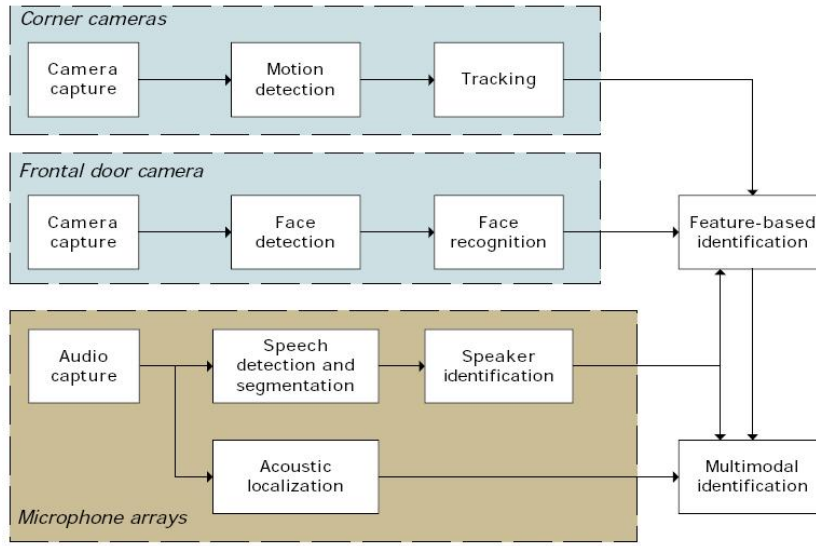 Corner cameras
Camera
capture
Motion
detection
Tracking
Frontal door camera
Camera
capture
Face
detection
Face
recognition
Feature-based
identification
Audio
capture
Speech
detection and
segmentation
Speaker
identification
Acoustic
localization
Multimodal
identification
Microphone arrays